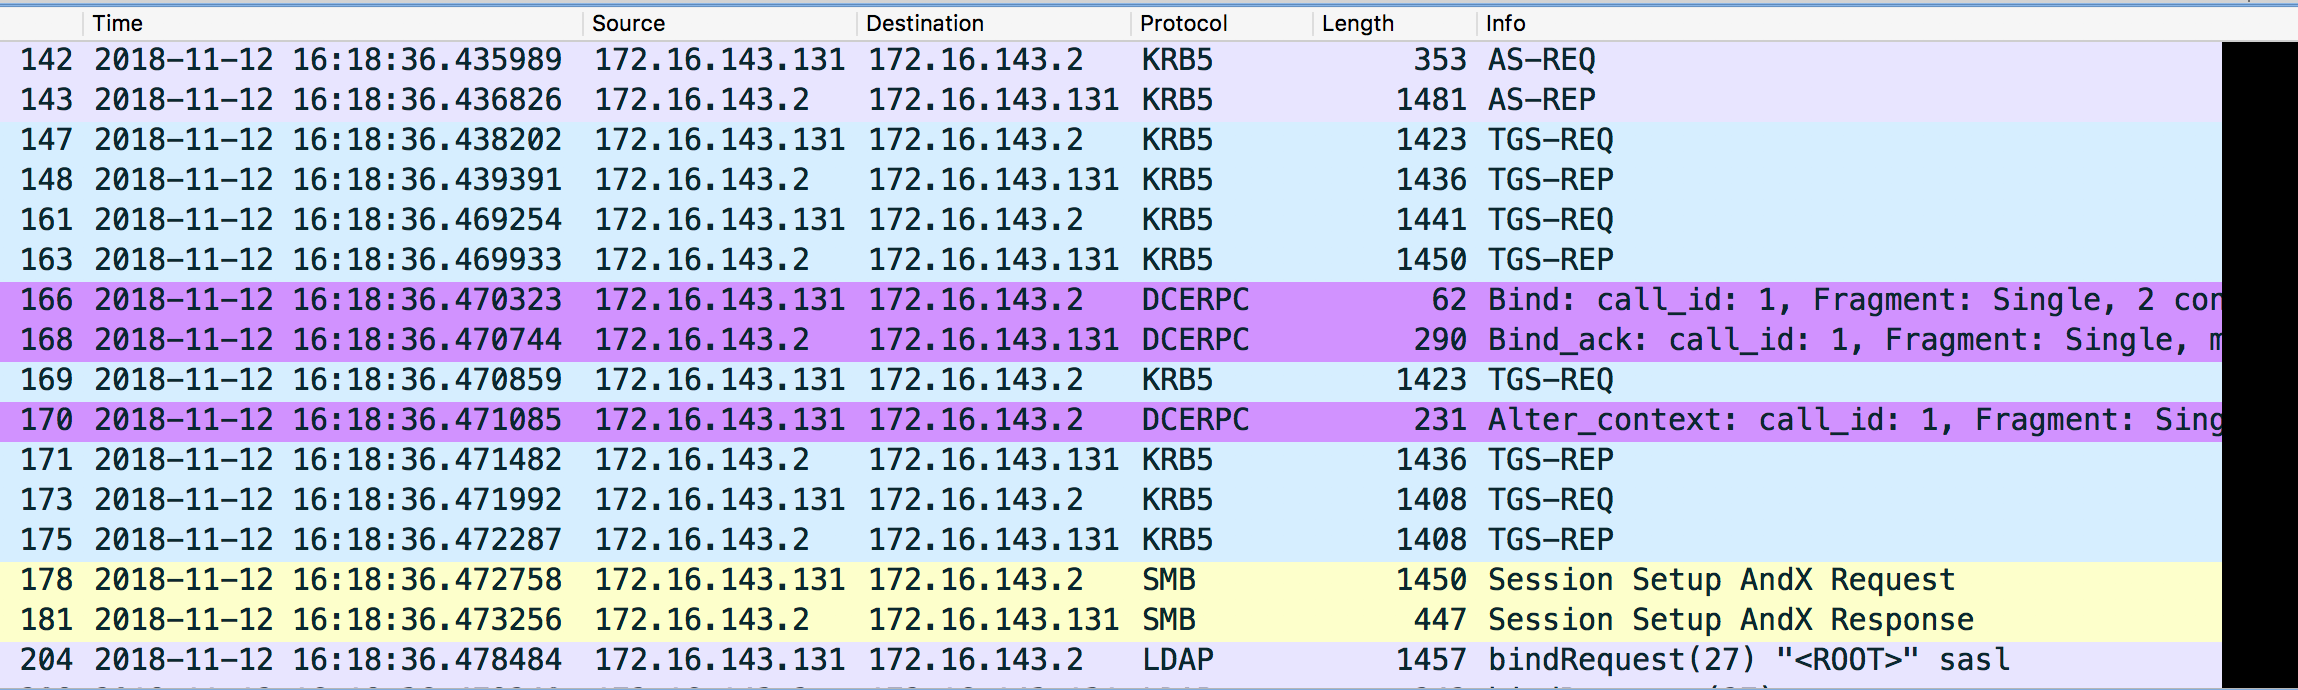 Time Source Destination Protocol Length Info
142 2018-11-12 16:18:36.435989 172.16.143.131 172.16.143.2 KRB5 353 AS-REQ
143 2018-11-12 16:18:36.436826 172.16.143.2 172.16.143.131 KRB5 1481 AS-REP
147 2018-11-12 16:18:36.438202 172.16.143.131 172.16.143.2 KRB5 1423 TGS-REQ
148 2018-11-12 16:18:36.439391 172.16.143.2 172.16.143.131 KRB5 1436 TGS-REP
161 2018-11-12 16:18:36.469254 172.16.143.131 172.16.143.2 KRB5 1441 TGS-REQ
163 2018-11-12 16:18:36.469933 172.16.143.2 172.16.143.131 KRB5 1450 TGS-REP
166 2018-11-12 16:18:36.470323 172.16.143.131 172.16.143.2 DCERPC 62 Bind: call_id: 1, Fragment: Single, 2 con
168 2018-11-12 16:18:36.470744 172.16.143.2 172.16.143.131 DCERPC 290 Bind_ack: call_id: 1, Fragment: Single, m
169 2018-11-12 16:18:36.470859 172.16.143.131 172.16.143.2 KRB5 1423 TGS-REQ
170 2018-11-12 16:18:36.471085 172.16.143.131 172.16.143.2 DCERPC 231 Alter_context: call_id: 1, Fragment: Sing
171 2018-11-12 16:18:36.471482 172.16.143.2 172.16.143.131 KRB5 1436 TGS-REP
173 2018-11-12 16:18:36.471992 172.16.143.131 172.16.143.2 KRB5 1408 TGS-REQ
175 2018-11-12 16:18:36.472287 172.16.143.2 172.16.143.131 KRB5 1408 TGS-REP
178 2018-11-12 16:18:36.472758 172.16.143.131 172.16.143.2 SMB 1450 Session Setup AndX Request
181 2018-11-12 16:18:36.473256 172.16.143.2 172.16.143.131 SMB 447 Session Setup AndX Response
204 2018-11-12 16:18:36.478484 172.16.143.131 172.16.143.2 LDAP 1457 bindRequest(27) "<ROOT>" sasl